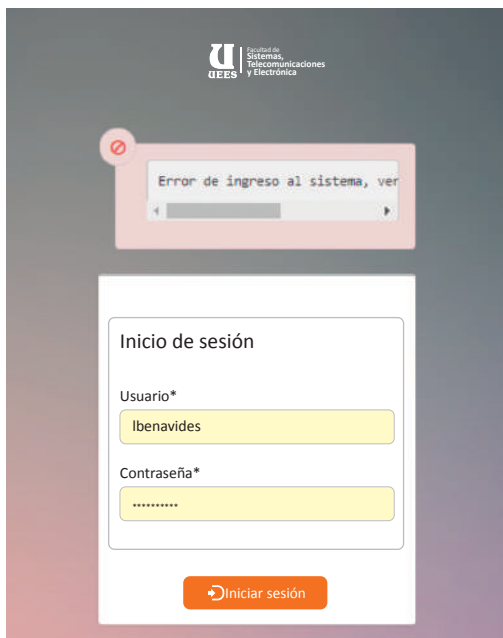 UEES
Facultad de
Sistemas,
Telecomunicaciones
y Electrónica
Error de ingreso al sistema, ver
Inicio de sesión
Usuario*
lbenavides
Contraseña*
**********
Iniciar sesión